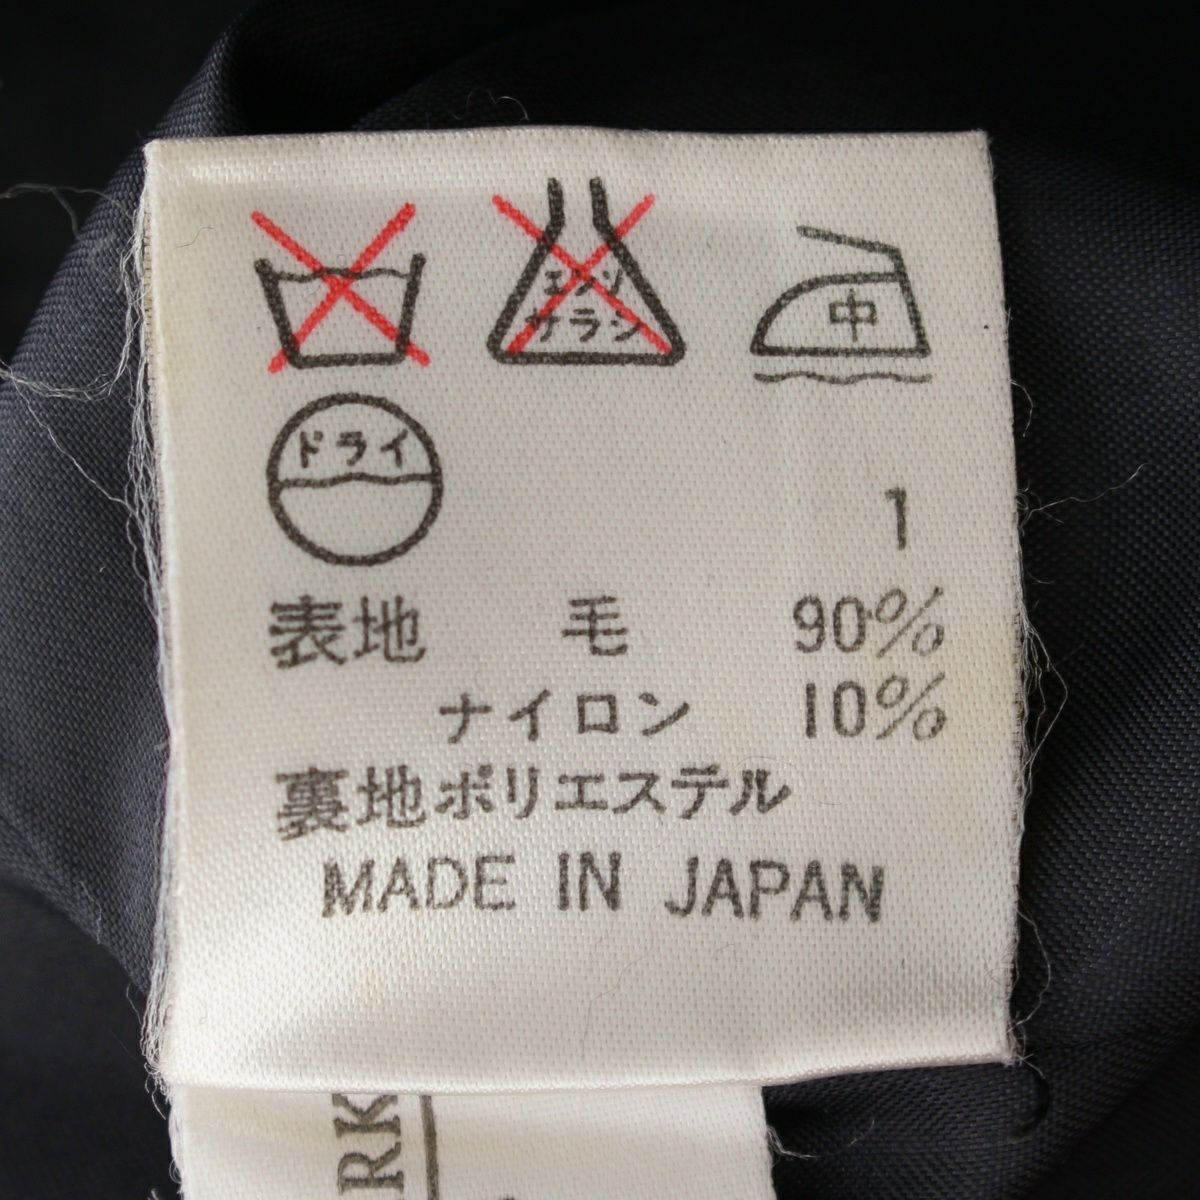 エンソ
サラシ
中
ドライ
1
表地 毛 90%
ナイロン 10%
裏地ポリエステル
MADE IN JAPAN
RK